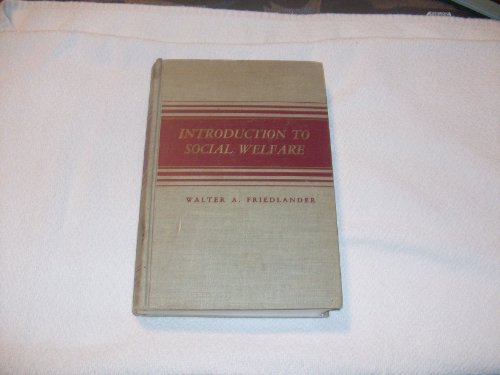 INTRODUCTION TO
SOCIAL WELFARE
WALTER A. FRIEDLANDER